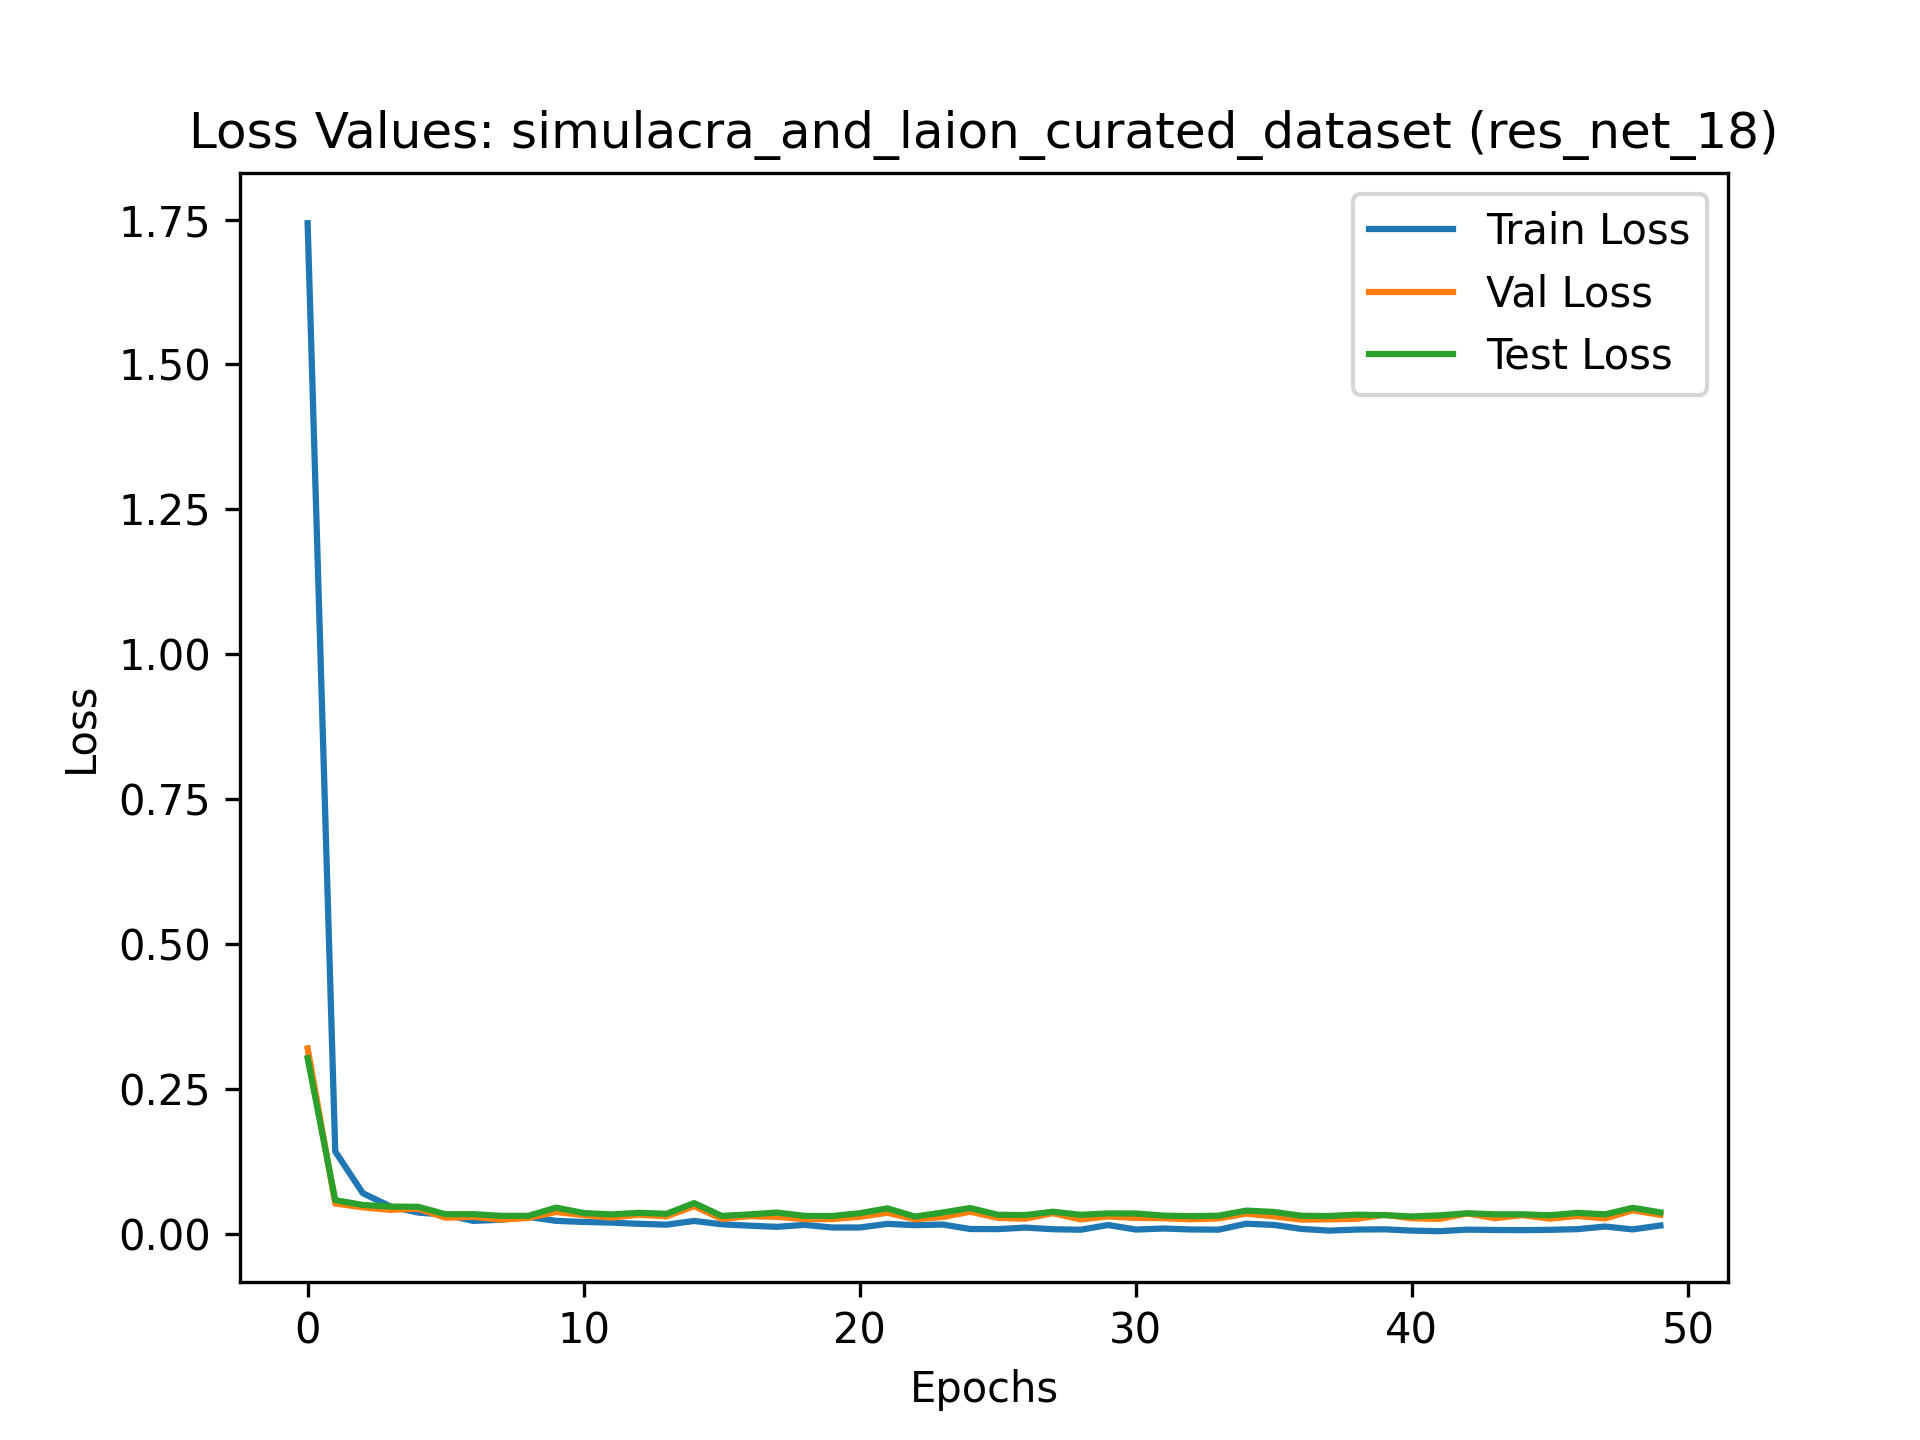 Loss Values: simulacra_and_laion_curated_dataset (res_net_18)
Train Loss
Val Loss
Test Loss
1.75
1.50
1.25
1.00
0.75
0.50
0.25
0.00
Loss
0 10 20 30 40 50
Epochs